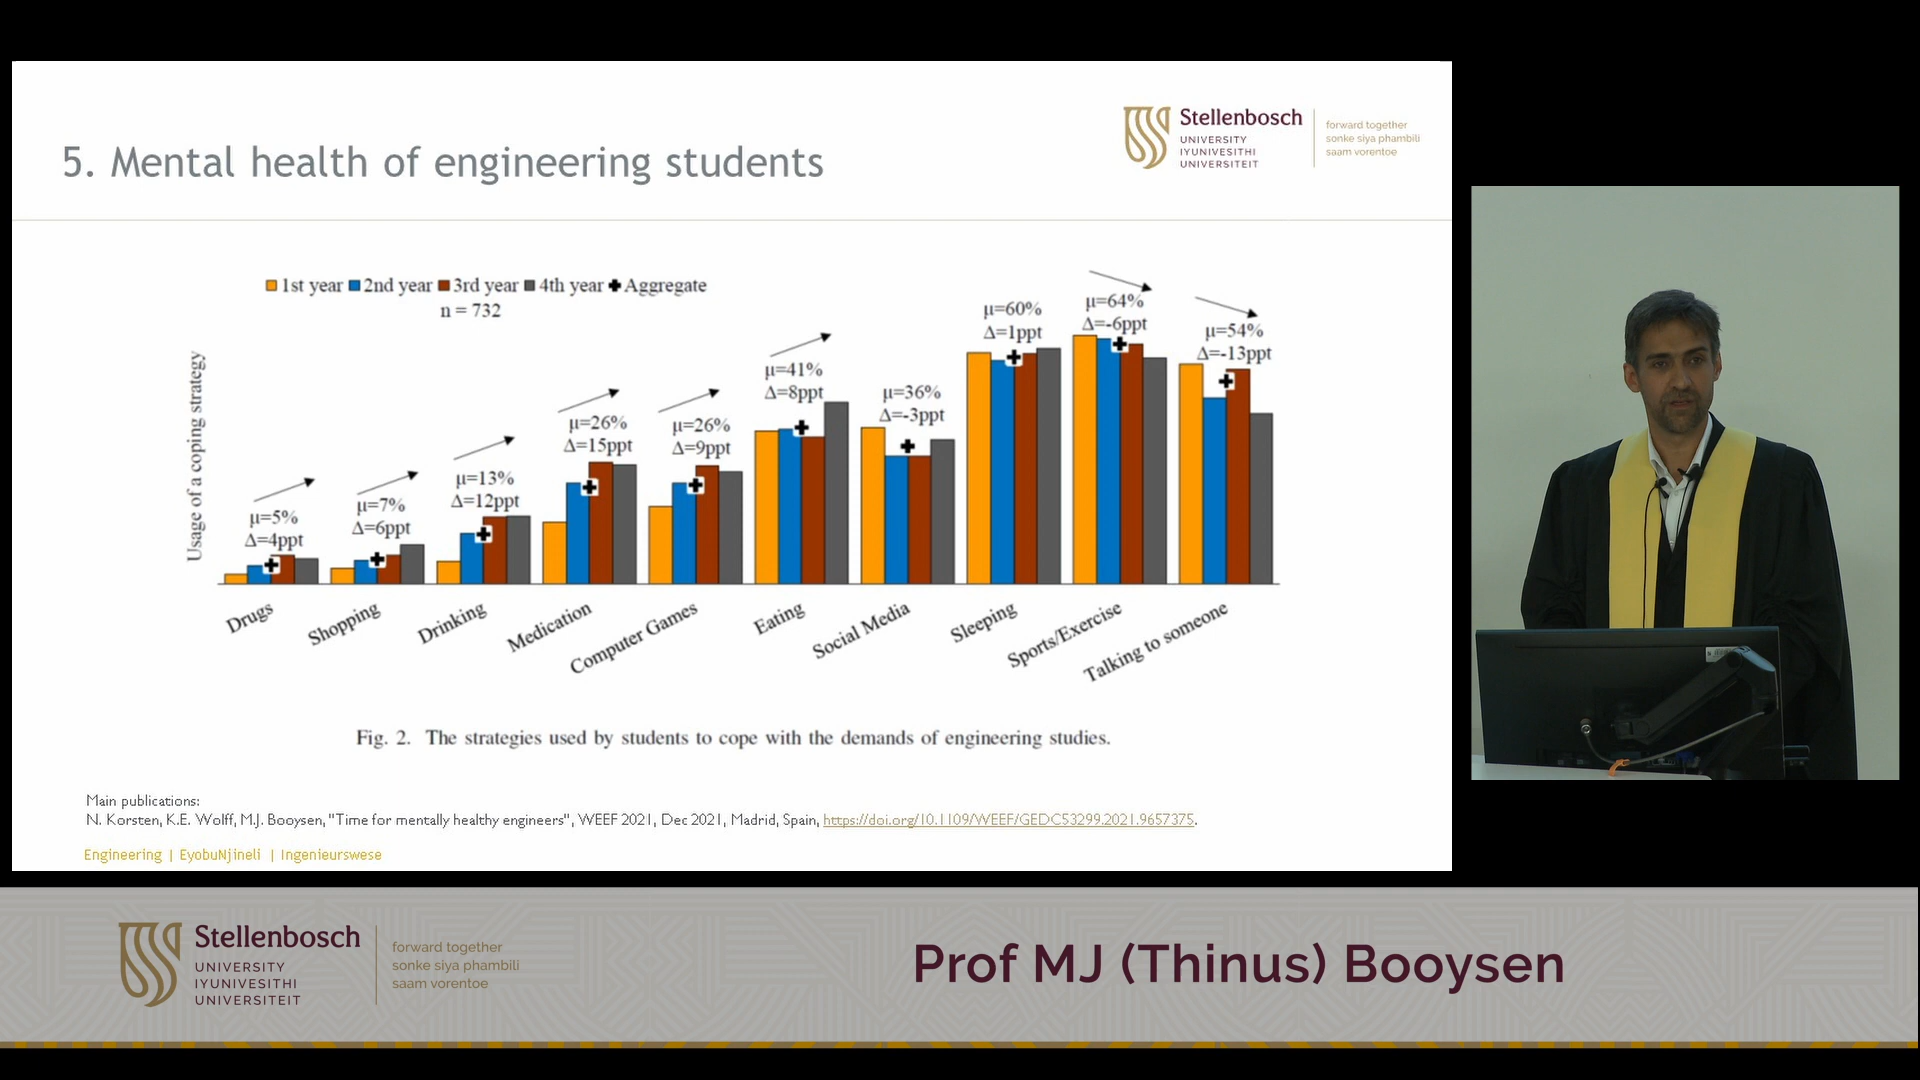 5. Mental health of engineering students
Stellenbosch
UNIVERSITY
IYUNIVESITHI
UNIVERSITEIT
forward together
sonke siya phambili
saam vorentoe
1st year 2nd year 3rd year 4th year Aggregate
n = 732
Usage of a coping strategy
μ=5%
Δ=4ppt
μ=7%
Δ=6ppt
μ=13%
Δ=12ppt
μ=26%
Δ=15ppt
μ=26%
Δ=9ppt
μ=41%
Δ=8ppt
μ=36%
Δ=-3ppt
μ=60%
Δ=1ppt
μ=64%
Δ=-6ppt
μ=54%
Δ=-13ppt
Drugs
Shopping
Drinking
Medication
Computer Games
Eating
Social Media
Sleeping
Sports/Exercise
Talking to someone
Fig. 2. The strategies used by students to cope with the demands of engineering studies.
Main publications:
N. Korsten, K.E. Wolff, M.J. Booysen, "Time for mentally healthy engineers", WEEF 2021, Dec 2021, Madrid, Spain, https://doi.org/10.1109/WEEF/GEDC53299.2021.9657375.
Engineering | EyobuNjineli | Ingenieurswese
Stellenbosch
UNIVERSITY
IYUNIVESITHI
UNIVERSITEIT
forward together
sonke siya phambili
saam vorentoe
Prof MJ (Thinus) Booysen